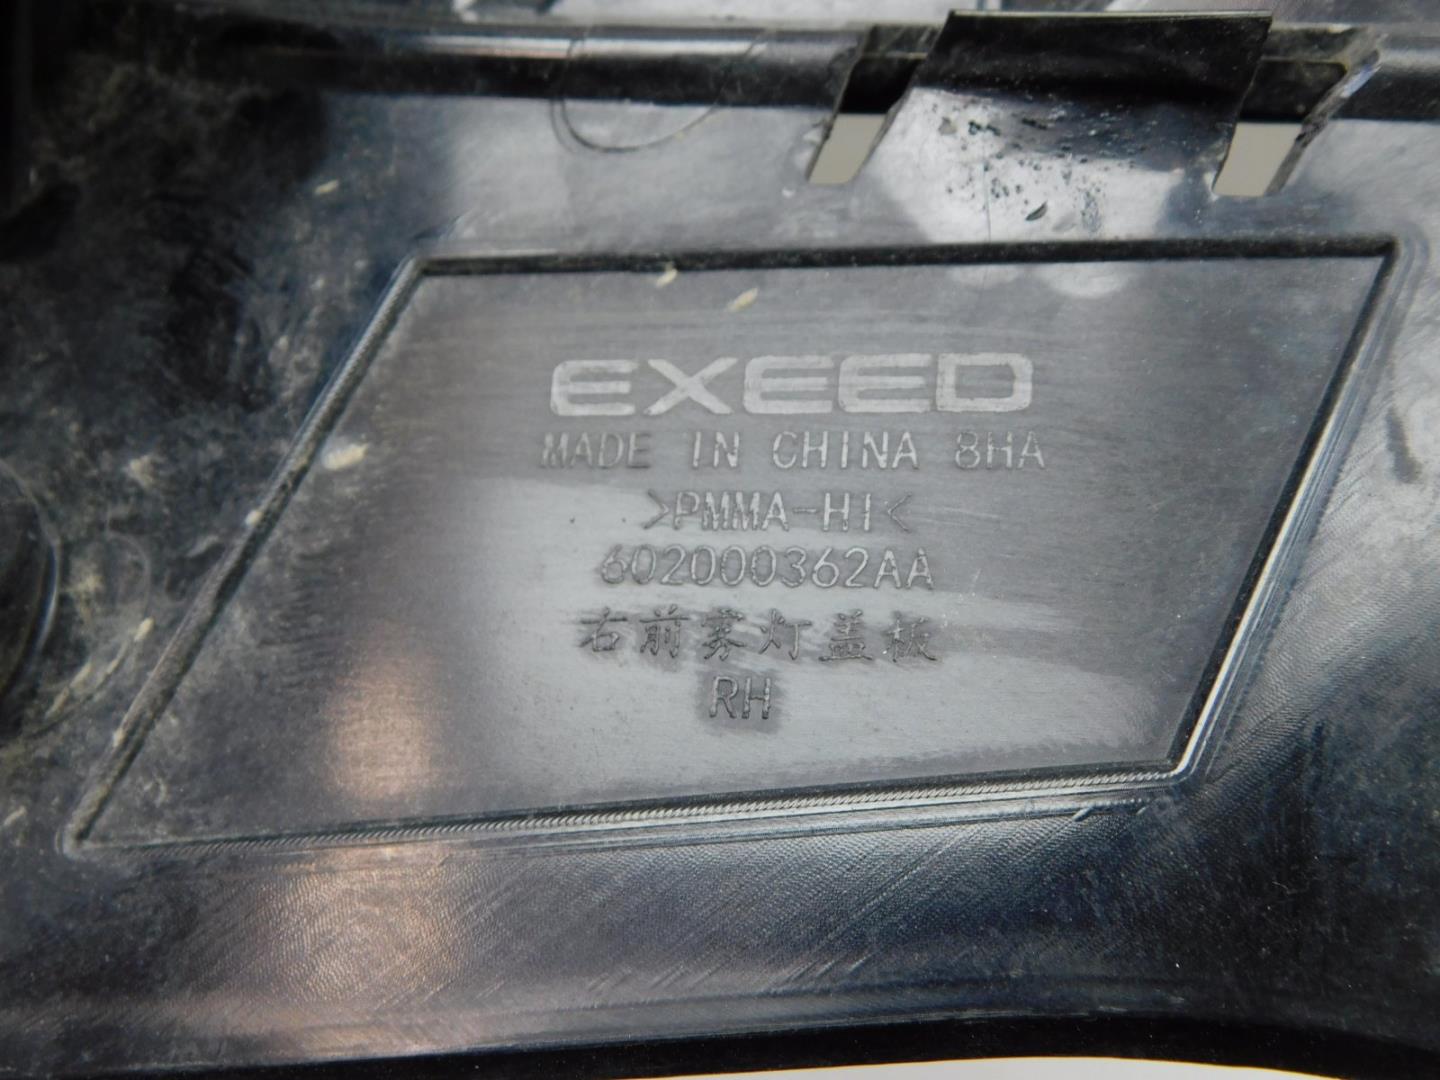 EXEED
MADE IN CHINA 8HA
>PMMA-HI<
602000362AA
右前雾灯盖板
RH